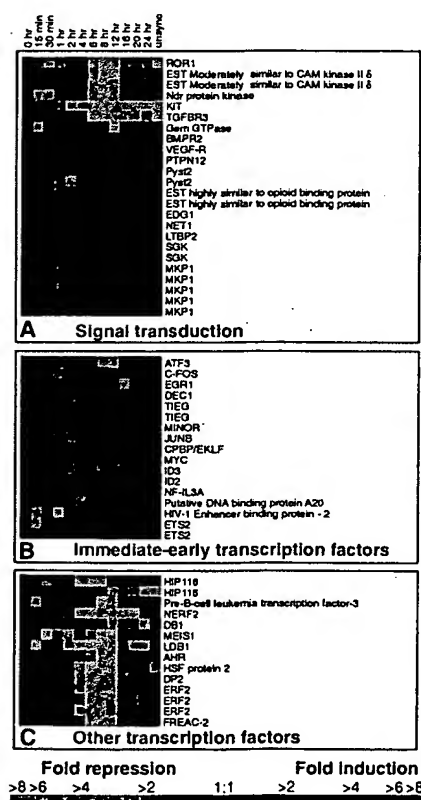 0 hr
15 min
30 min
1 hr
2 hr
4 hr
6 hr
8 hr
12 hr
16 hr
20 hr
24 hr
unsync
ROR1
EST Moderately similar to CAM kinase II δ
EST Moderately similar to CAM kinase II δ
Ndr protein kinase
KIT
TGFBR3
Gem GTPase
BMPR2
VEGF-R
PTPN12
Pyst2
Pyst2
EST highly similar to opioid binding protein
EST highly similar to opioid binding protein
EDG1
NET1
LTBP2
SGK
SGK
MKP1
MKP1
MKP1
MKP1
MKP1
A Signal transduction
ATF3
C-FOS
EGR1
DEC1
TIEG
TIEG
MINOR
JUNB
CPBP/EKLF
MYC
ID3
ID2
NF-IL3A
Putative DNA binding protein A20
HIV-1 Enhancer binding protein - 2
ETS2
ETS2
B Immediate-early transcription factors
HIP116
HIP116
Pre-B-cell leukemia transcription factor-3
NERF2
DB1
MEIS1
LDB1
AHR
HSF protein 2
DP2
ERF2
ERF2
ERF2
FREAC-2
C Other transcription factors
Fold repression Fold induction
>8 >6 >4 >2 1:1 >2 >4 >6 >8